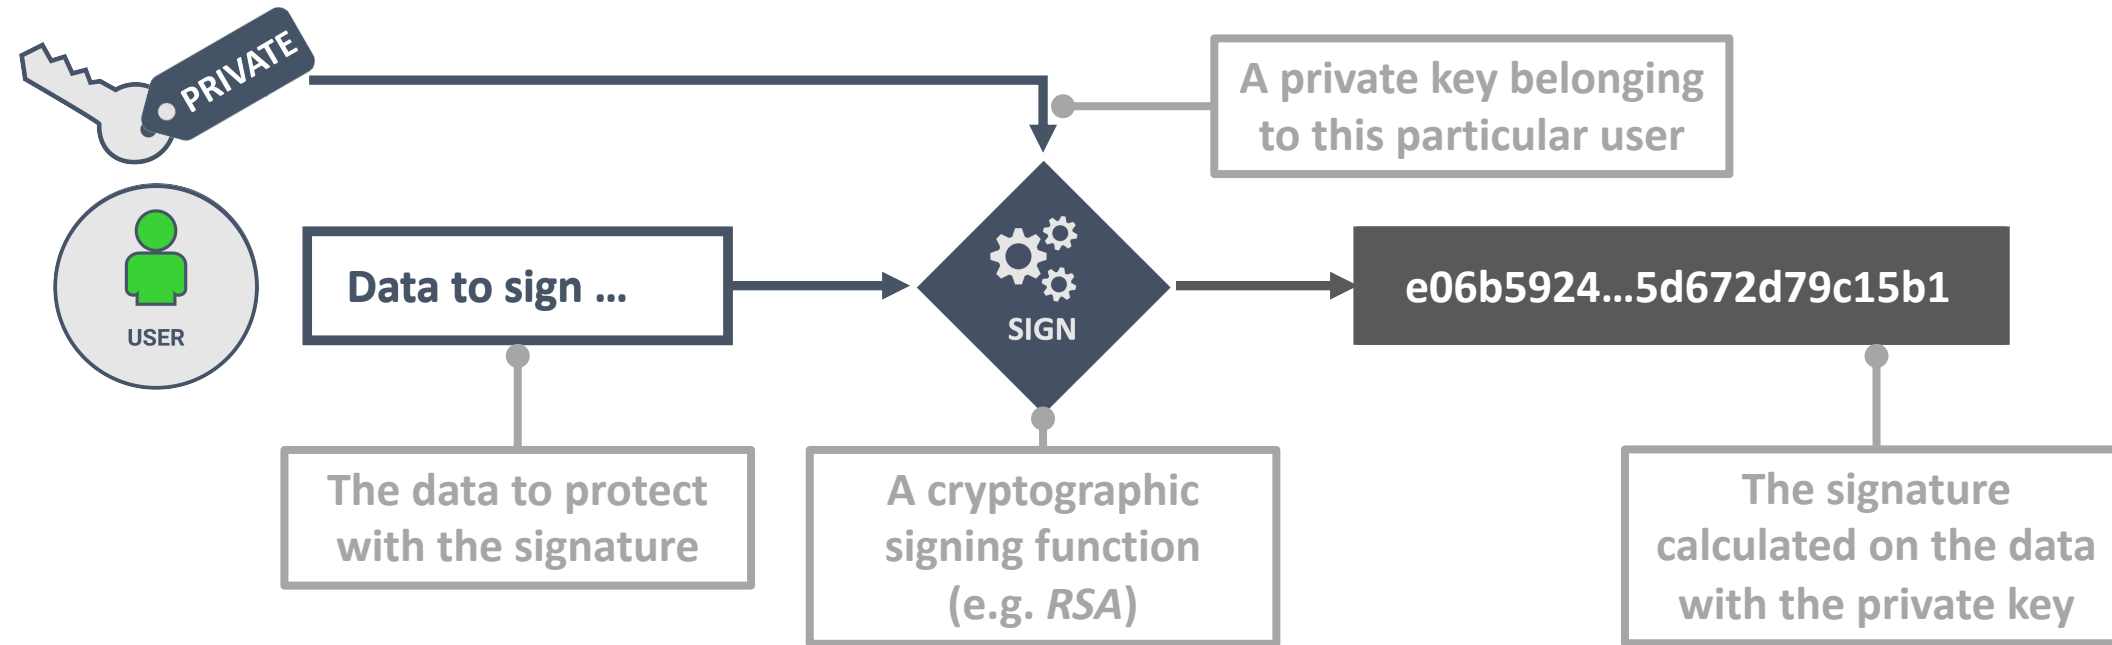 PRIVATE
A private key belonging
to this particular user
USER
Data to sign ...
SIGN
e06b5924...5d672d79c15b1
The data to protect
with the signature
A cryptographic
signing function
(e.g. RSA)
The signature
calculated on the data
with the private key